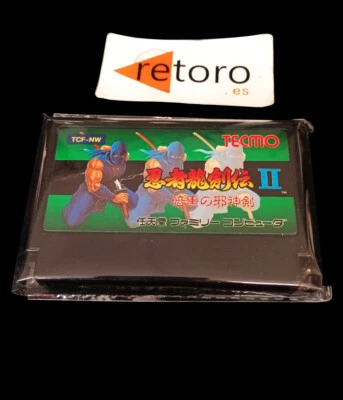 retoro
.es
TCF-NW
TECMO
忍者龍剣伝 II
TM
暗黒の邪神剣
任天堂 ファミリー コンピュータ